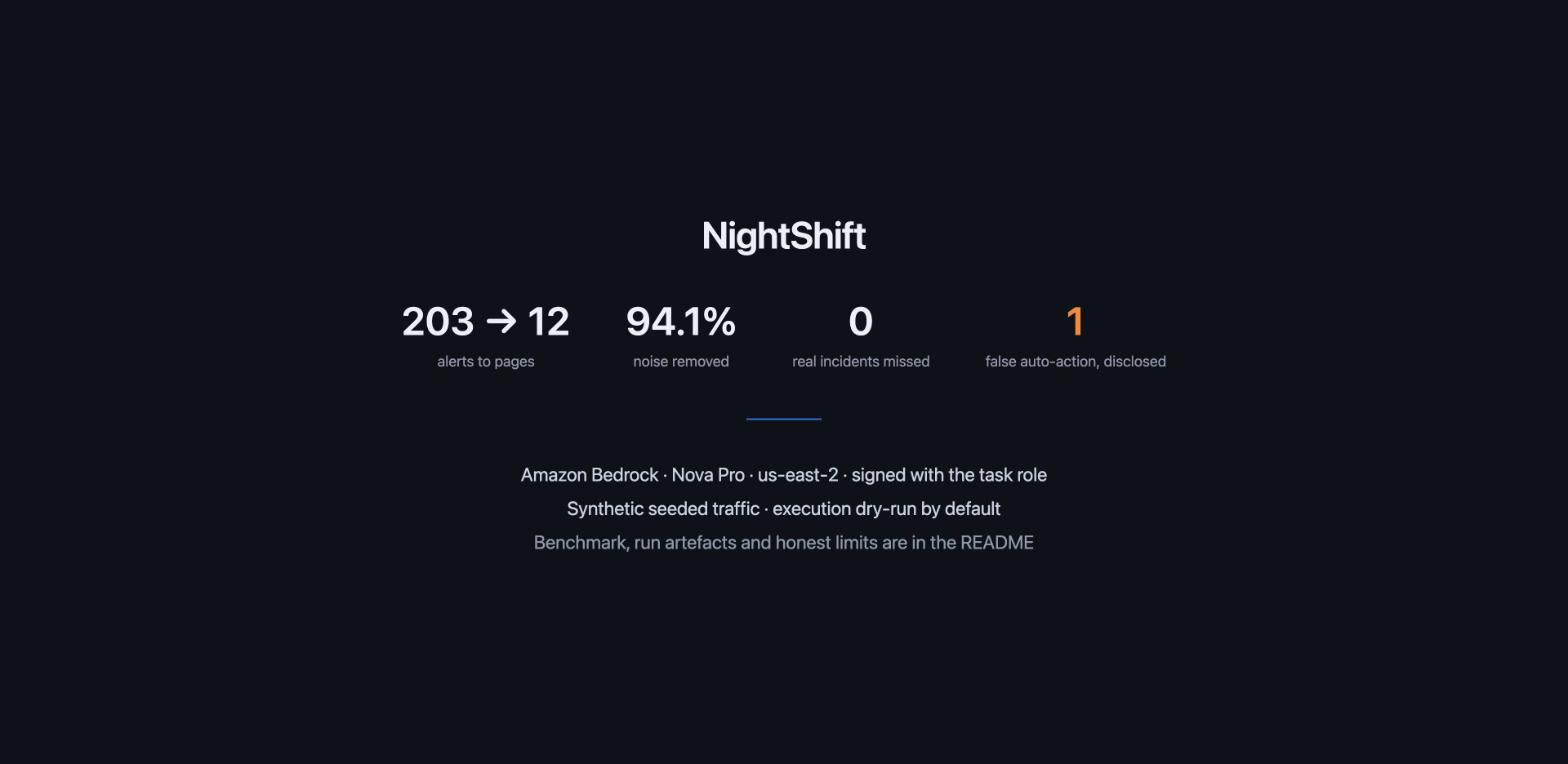 NightShift
203 → 12 94.1% 0 1
alerts to pages noise removed real incidents missed false auto-action, disclosed
Amazon Bedrock · Nova Pro · us-east-2 · signed with the task role
Synthetic seeded traffic · execution dry-run by default
Benchmark, run artefacts and honest limits are in the README